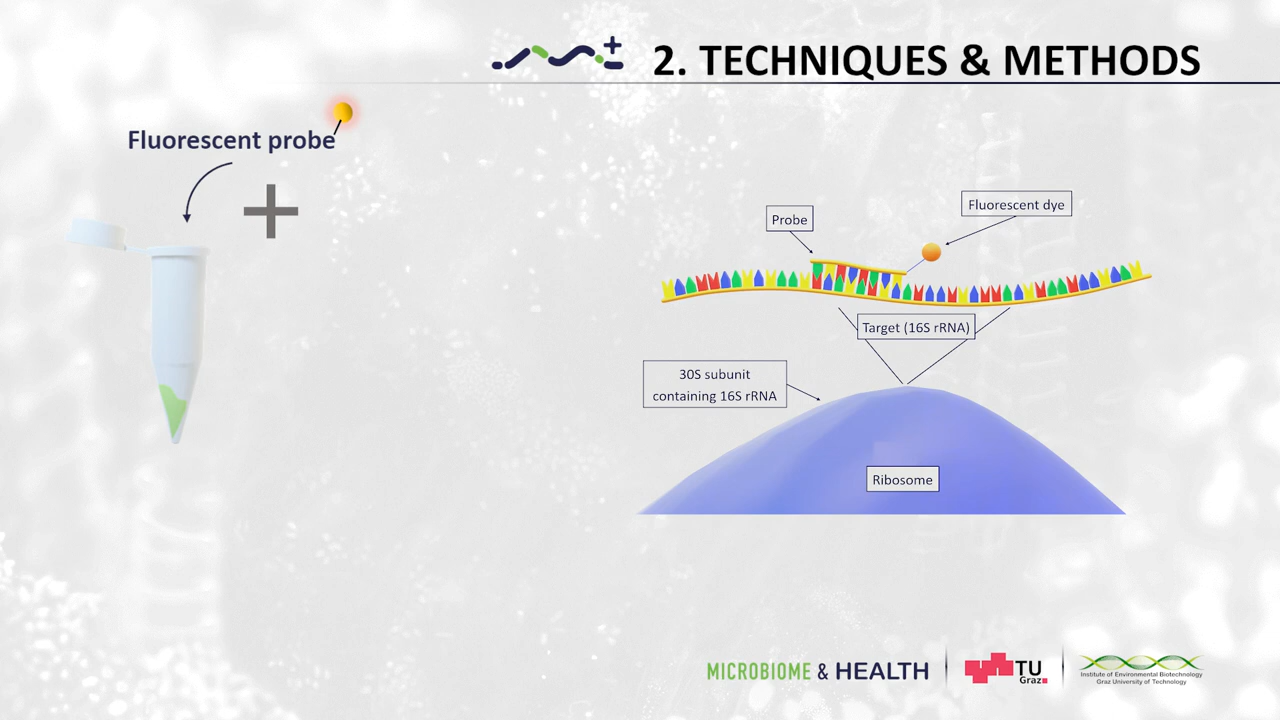 2. TECHNIQUES & METHODS
Fluorescent probe
Probe
Fluorescent dye
Target (16S rRNA)
30S subunit
containing 16S rRNA
Ribosome
MICROBIOME & HEALTH
TU
Graz
Institute of Environmental Biotechnology
Graz University of Technology